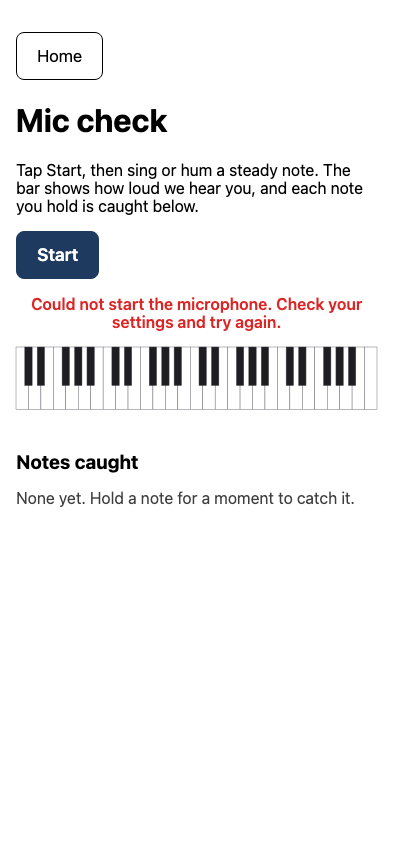 Home
Mic check
Tap Start, then sing or hum a steady note. The
bar shows how loud we hear you, and each note
you hold is caught below.
Start
Could not start the microphone. Check your
settings and try again.
Notes caught
None yet. Hold a note for a moment to catch it.